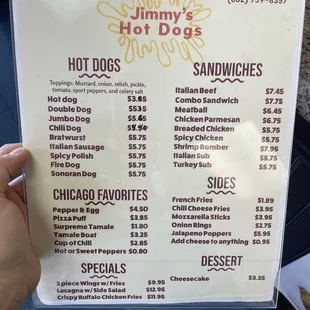 Jimmy's
Hot Dogs
HOT DOGS
Toppings: Mustard, onion, relish, pickle,
tomato, sport peppers, and celery salt
Hot dog
Double Dog
Jumbo Dog
Chili Dog
Bratwurst $5.75
Italian Sausage $5.75
Spicy Polish $5.75
Fire Dog $5.75
Sonoran Dog $5.75
CHICAGO FAVORITES
Pepper & Egg $4.50
Pizza Puff $3.85
Surpreme Tamale $1.80
Tamale Boat $3.25
Cup of Chili $2.85
Hot or Sweet Peppers $0.80
SPECIALS
5 piece Wings w/Fries $9.95
Lasagna w/Side Salad $12.95
Crispy Buffalo Chicken Fries $11.95
SANDWICHES
Italian Beef $7.45
Combo Sandwich $7.75
Meatball $6.45
Chicken Parmesan $6.75
Breaded Chicken $5.75
Spicy Chicken $5.75
Shrimp Bomber $7.95
Italian Sub $5.75
Turkey Sub $5.75
SIDES
French Fries $1.89
Chili Cheese Fries $3.95
Mozzarella Sticks $3.95
Onion Rings $2.75
Jalapeno Poppers $5.95
Add cheese to anything $0.95
DESSERT
Cheesecake $3.35